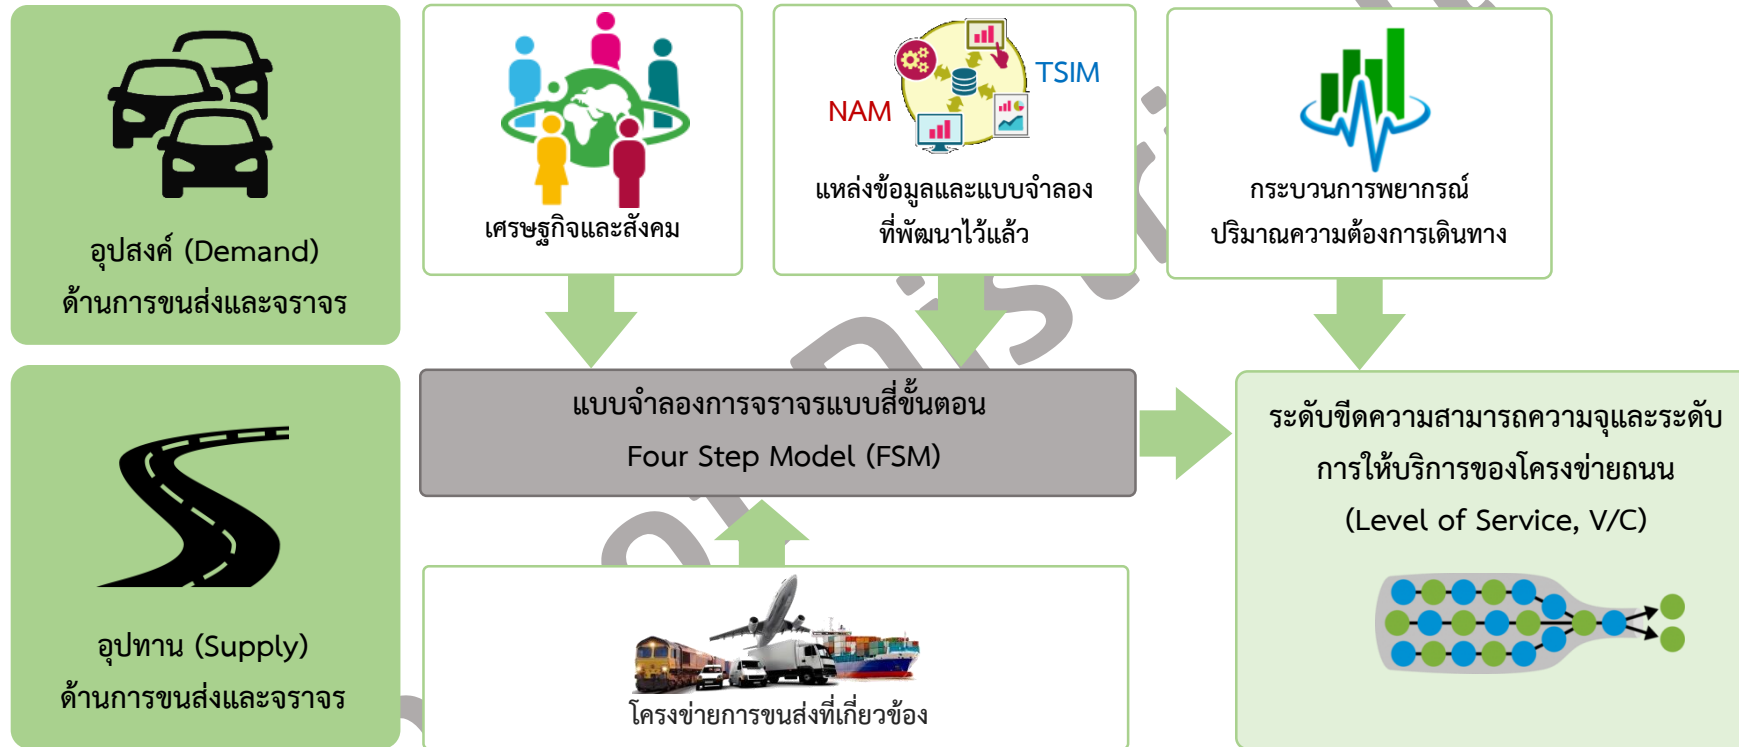 อุปสงค์ (Demand)
ด้านการขนส่งและจราจร
เศรษฐกิจและสังคม
NAM
TSIM
แหล่งข้อมูลและแบบจำลอง
ที่พัฒนาไว้แล้ว
กระบวนการพยากรณ์
ปริมาณความต้องการเดินทาง
อุปทาน (Supply)
ด้านการขนส่งและจราจร
แบบจำลองการจราจรแบบสี่ขั้นตอน
Four Step Model (FSM)
โครงข่ายการขนส่งที่เกี่ยวข้อง
ระดับขีดความสามารถความจุและระดับ
การให้บริการของโครงข่ายถนน
(Level of Service, V/C)